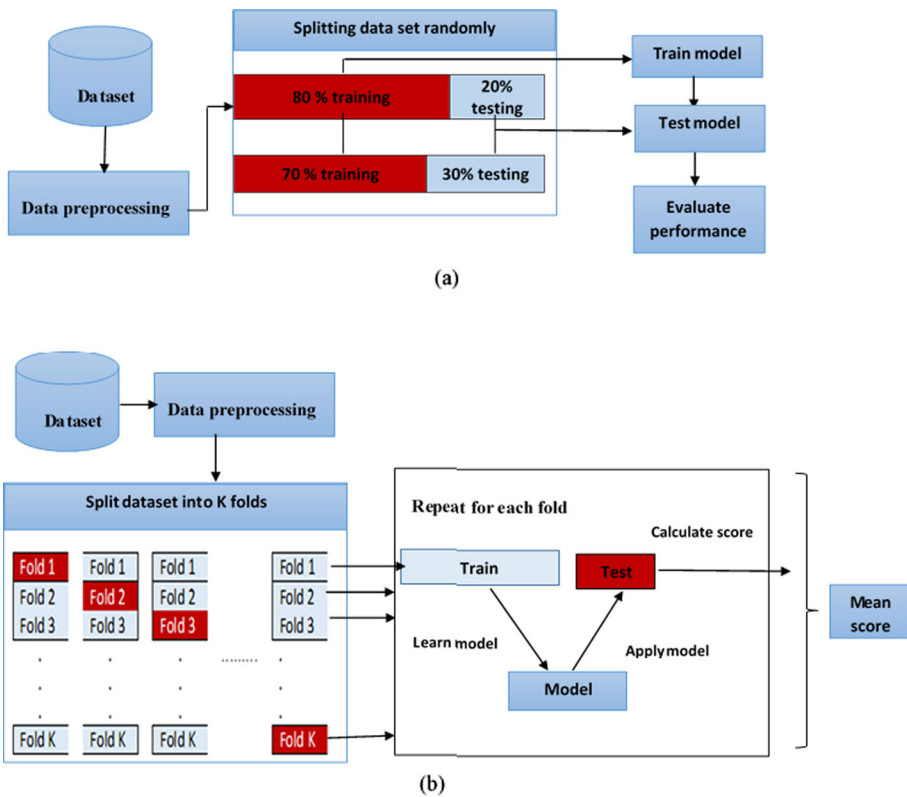 Splitting data set randomly
Dataset
80 % training
20%
testing
Train model
Test model
Data preprocessing
70 % training
30% testing
Evaluate
performance
(a)
Dataset
Data preprocessing
Split dataset into K folds
Fold 1 Fold 1 Fold 1 Fold 1
Fold 2 Fold 2 Fold 2 Fold 2
Fold 3 Fold 3 Fold 3 Fold 3
.........
Fold K Fold K Fold K Fold K
Repeat for each fold
Calculate score
Train
Test
Learn model
Apply model
Model
Mean
score
(b)